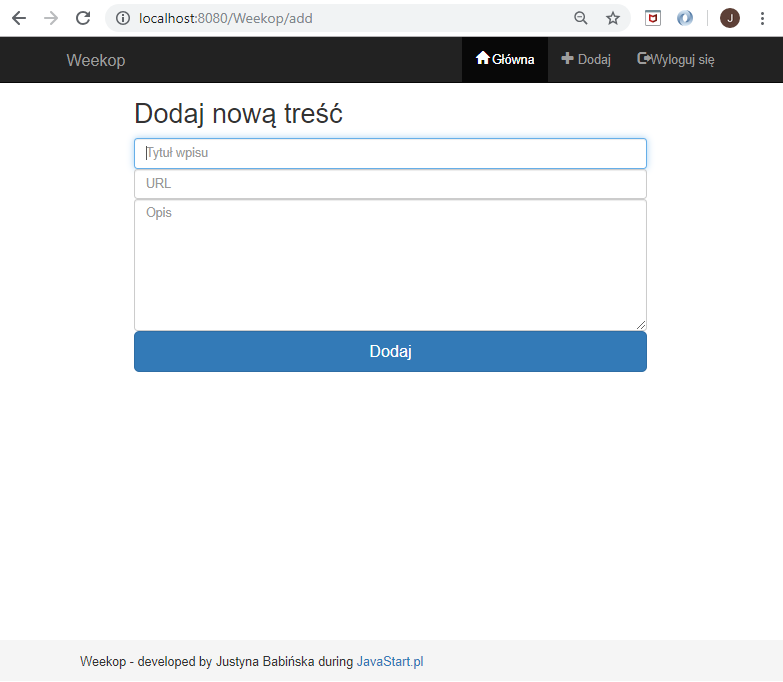 localhost:8080/Weekop/add
J
Weekop Główna Dodaj Wyloguj się
Dodaj nową treść
Tytuł wpisu
URL
Opis
Dodaj
Weekop - developed by Justyna Babińska during JavaStart.pl